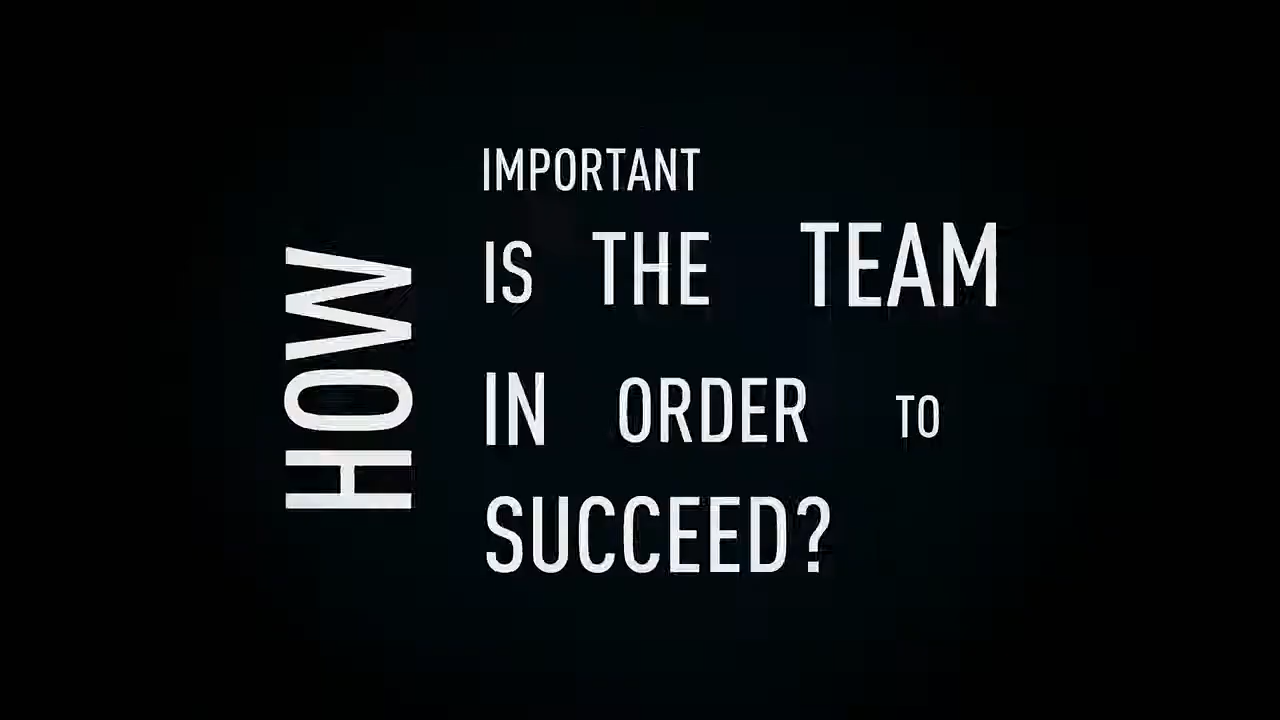 HOW
IMPORTANT
IS THE TEAM
IN ORDER TO
SUCCEED?